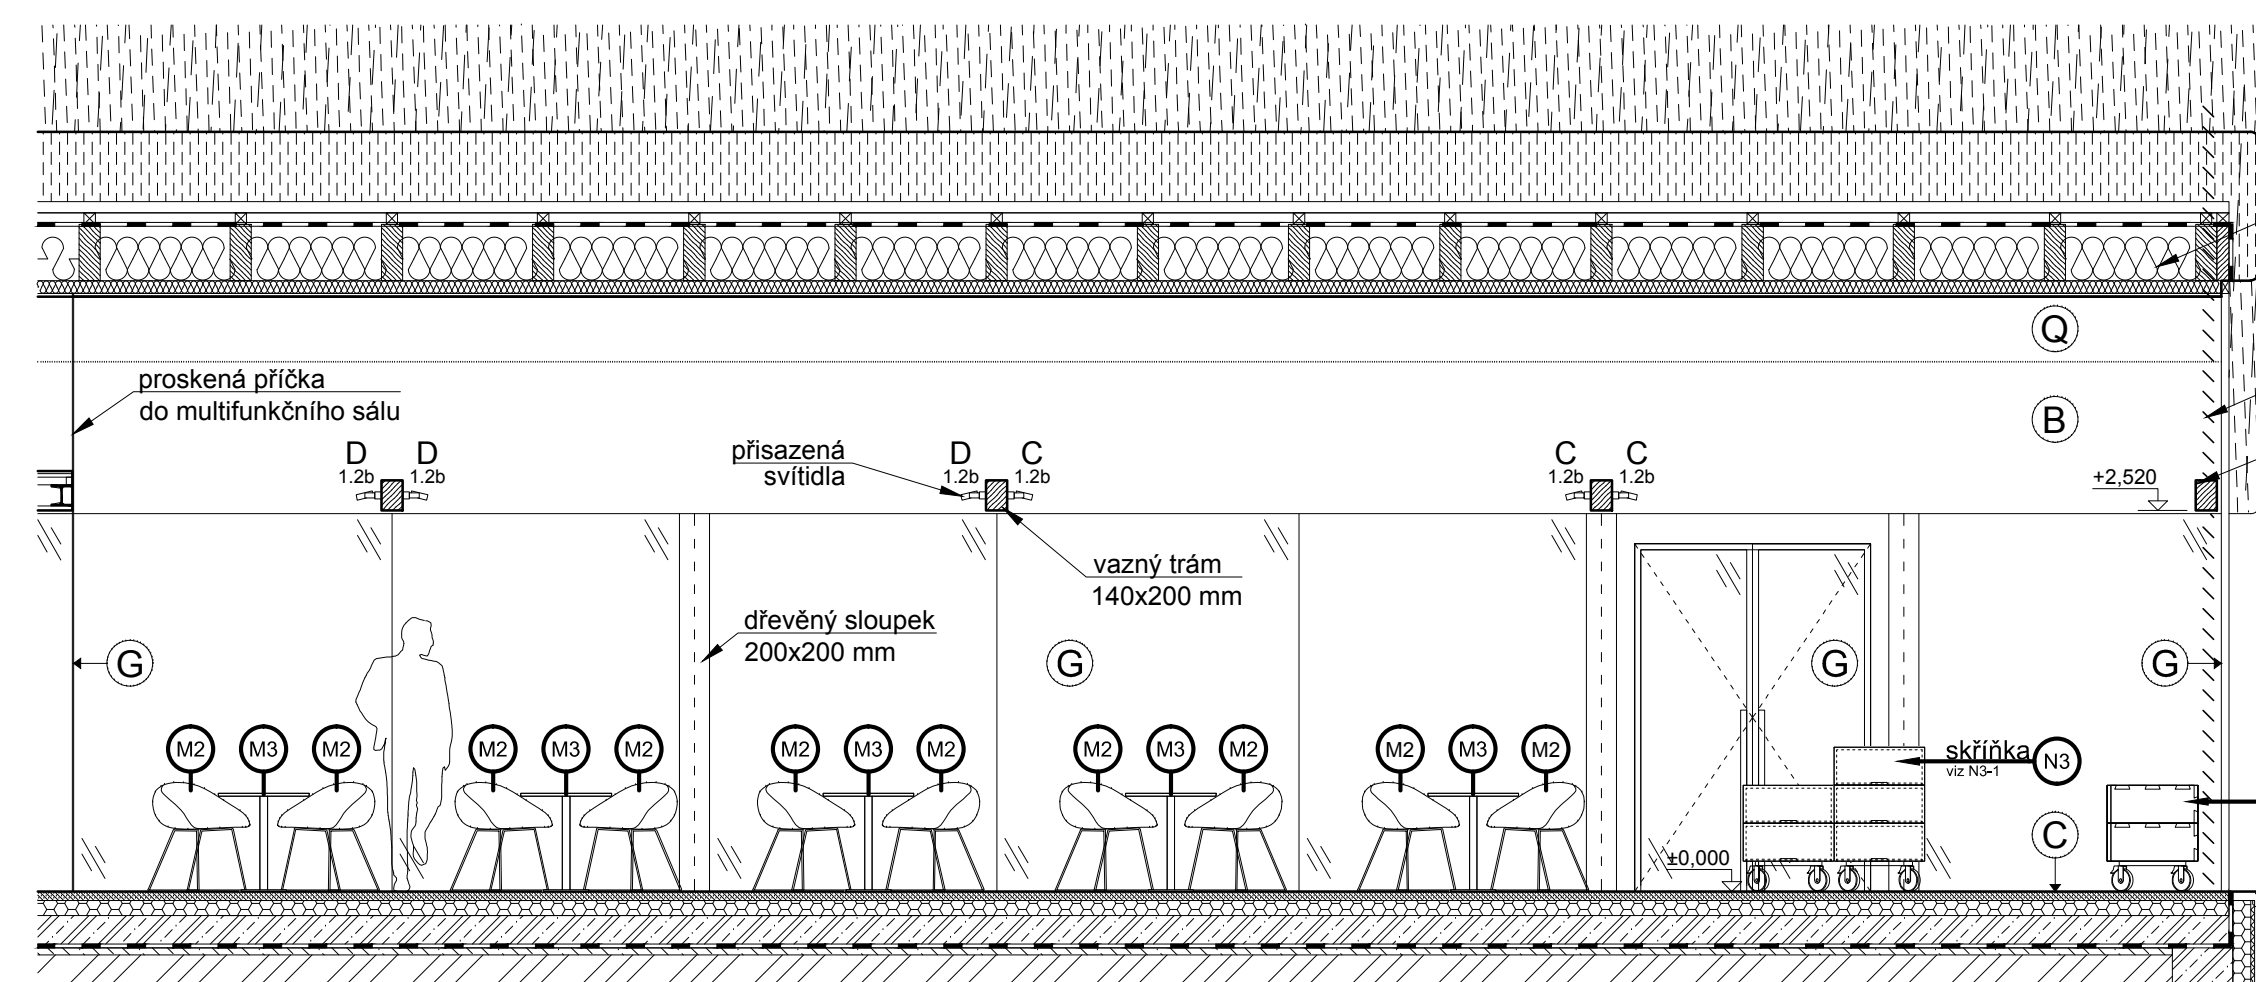 Q
proskená příčka
do multifunkčního sálu
B
D D
1.2b 1.2b
přisazená
svítidla
D C
1.2b 1.2b
C C
1.2b 1.2b
+2,520
vazný trám
140x200 mm
dřevěný sloupek
200x200 mm
G G G G
M2 M3 M2 M2 M3 M2 M2 M3 M2 M2 M3 M2 M2 M3 M2
skříňka N3
viz N3-1
C
±0,000